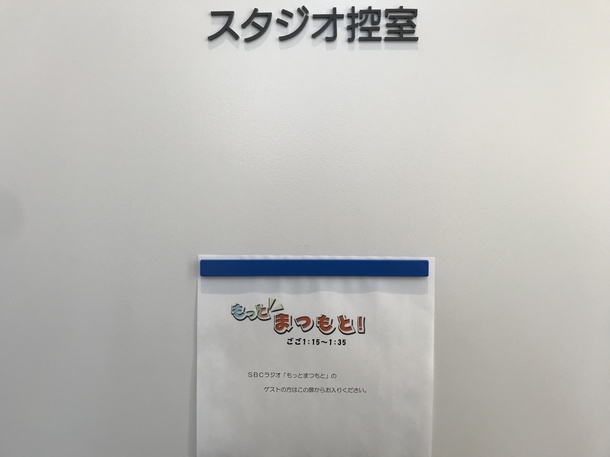 スタジオ控室
もっと
まつもと!
ごご1:15～1:35
SBCラジオ「もっとまつもと」の
ゲストの方はこの扉からお入りください。